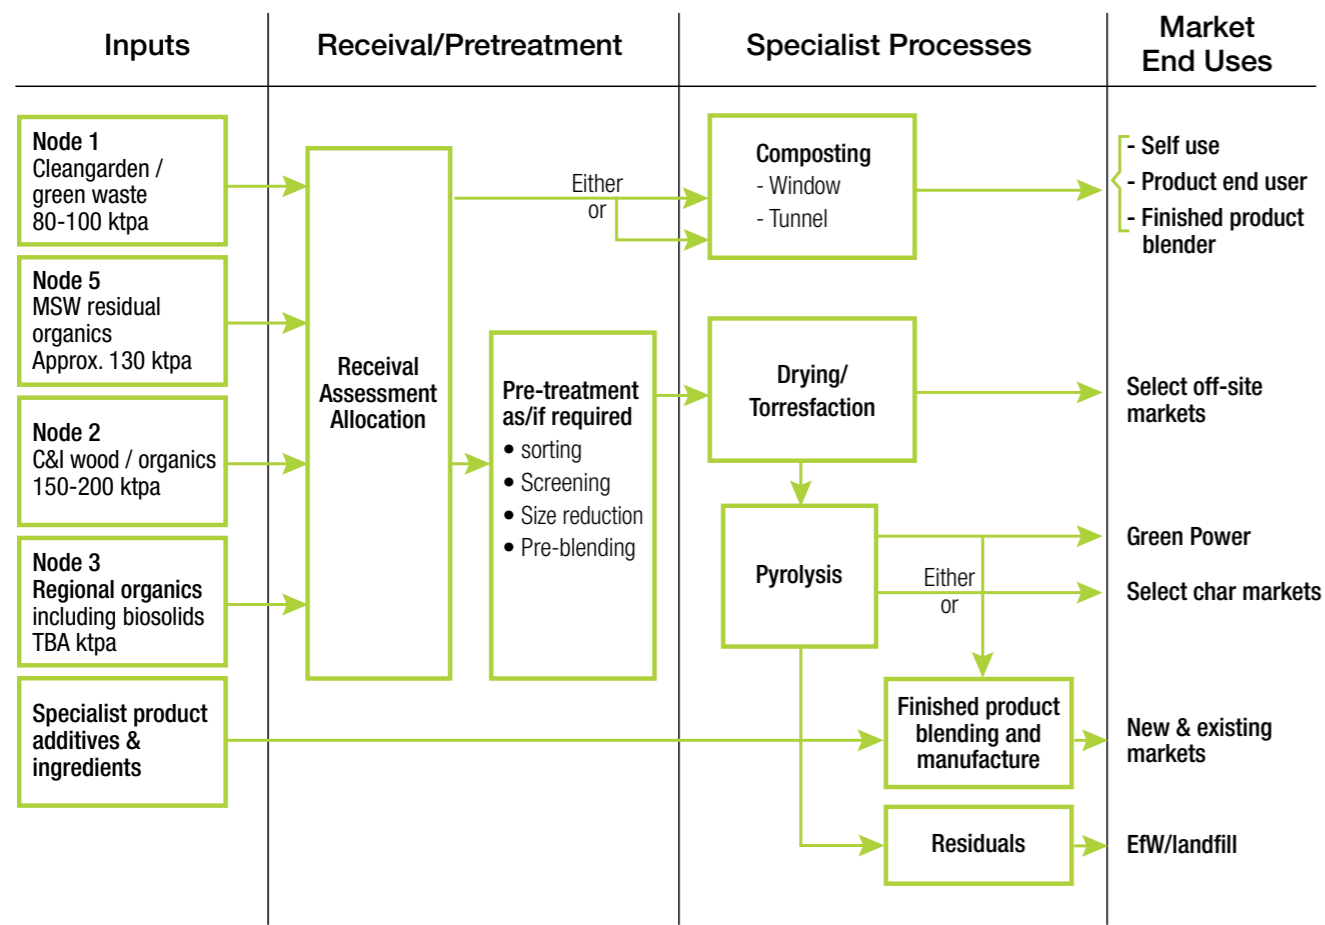 Inputs
Receival/Pretreatment
Specialist Processes
Market
End Uses
Node 1
Cleangarden /
green waste
80-100 ktpa
Node 5
MSW residual
organics
Approx. 130 ktpa
Node 2
C&I wood / organics
150-200 ktpa
Node 3
Regional organics
including biosolids
TBA ktpa
Specialist product
additives &
ingredients
Receival
Assessment
Allocation
Pre-treatment
as/if required
• sorting
• Screening
• Size reduction
• Pre-blending
Either
or
Composting
- Window
- Tunnel
Drying/
Torresfaction
Pyrolysis
Either
or
Finished product
blending and
manufacture
Residuals
- Self use
- Product end user
- Finished product
blender
Select off-site
markets
Green Power
Select char markets
New & existing
markets
EfW/landfill